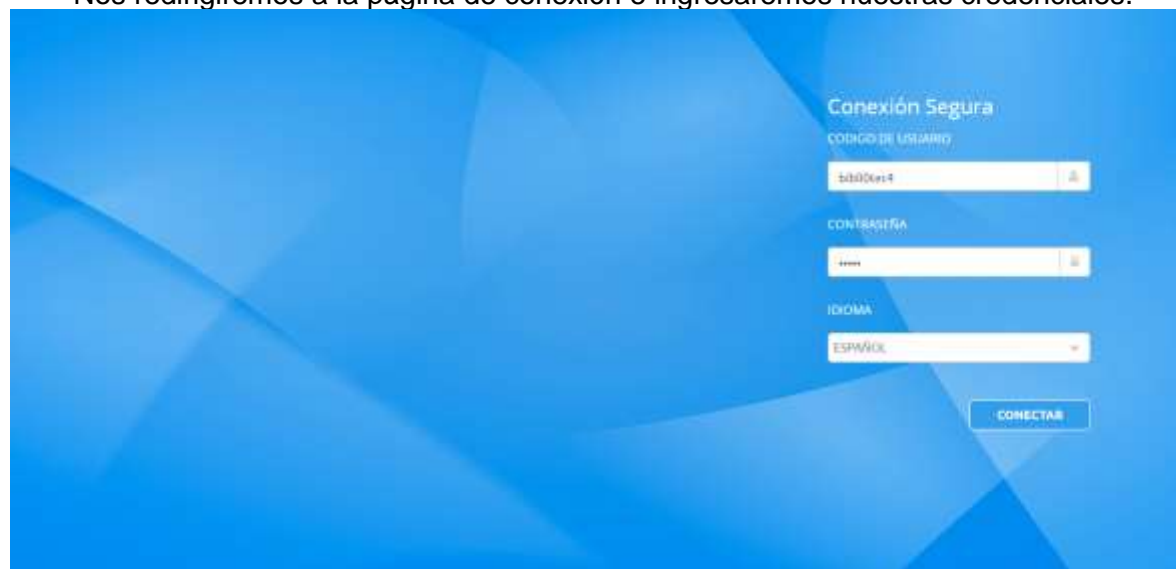 Nos redirigiremos a la página de conexión e ingresaremos nuestras credenciales.
Conexión Segura
CODIGO DE USUARIO
CONTRASEÑA
•••••
IDIOMA
ESPAÑOL
CONECTAR